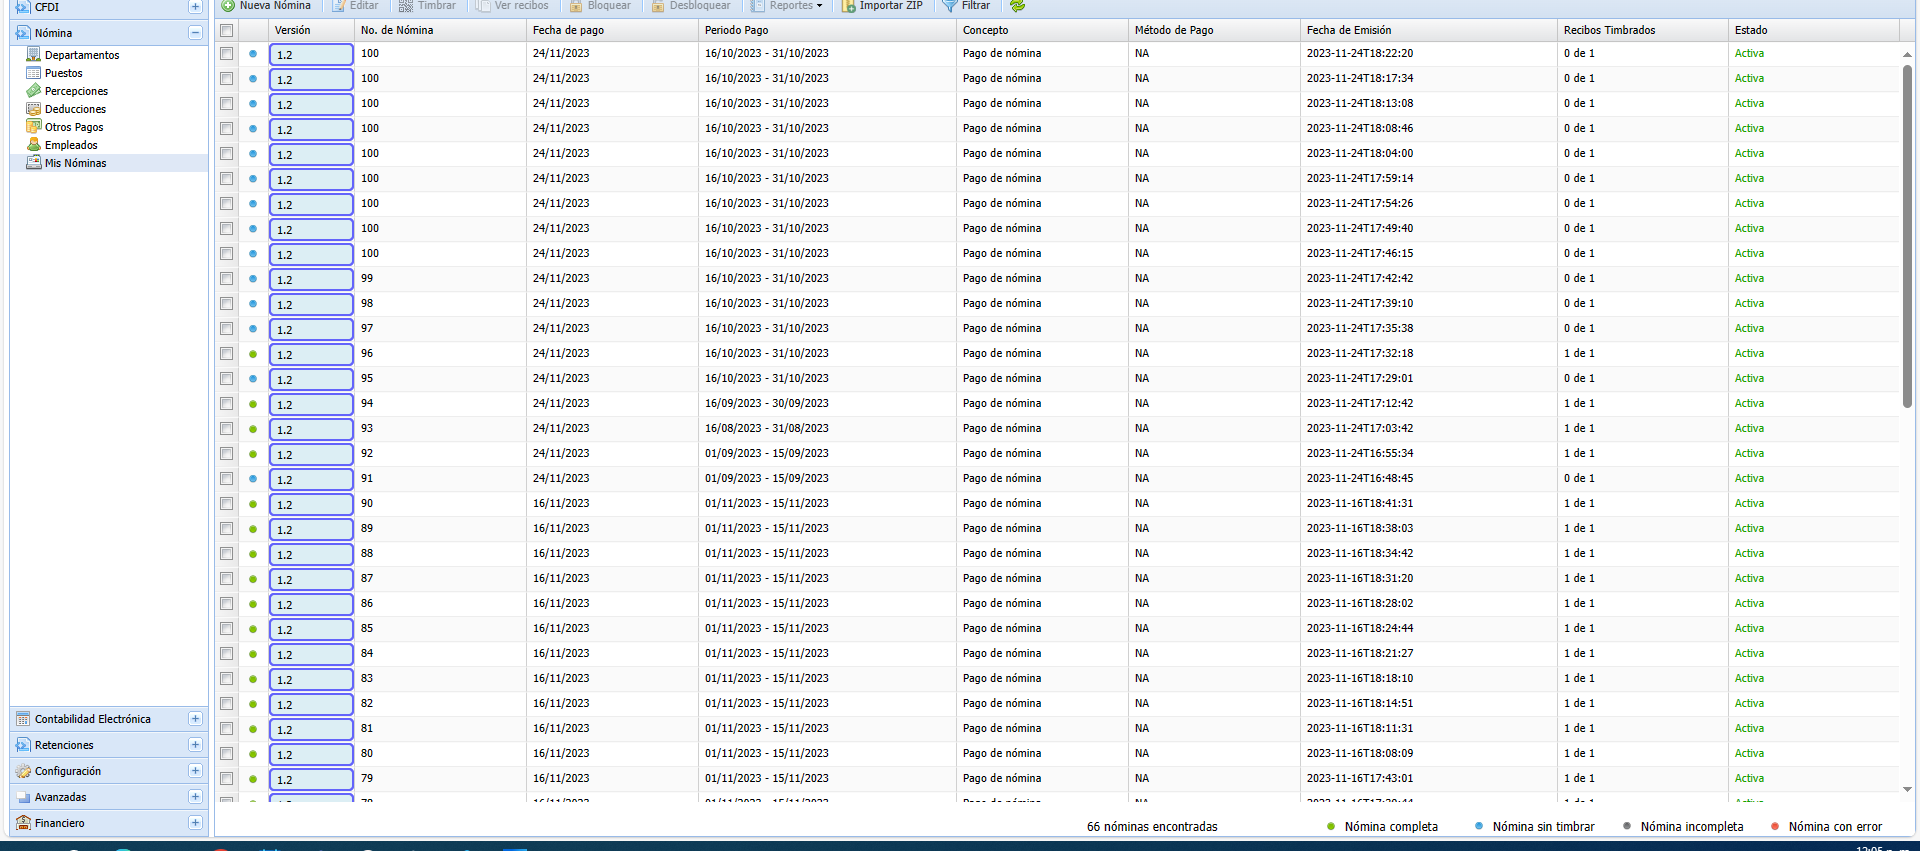 CFDI
Nueva Nómina Editar Timbrar Ver recibos Bloquear Desbloquear Reportes Importar ZIP Filtrar
Nómina
Departamentos
Puestos
Percepciones
Deducciones
Otros Pagos
Empleados
Mis Nóminas
Contabilidad Electrónica
Retenciones
Configuración
Avanzadas
Financiero
Versión No. de Nómina Fecha de pago Periodo Pago Concepto Método de Pago Fecha de Emisión Recibos Timbrados Estado
1.2 100 24/11/2023 16/10/2023 - 31/10/2023 Pago de nómina NA 2023-11-24T18:22:20 0 de 1 Activa
1.2 100 24/11/2023 16/10/2023 - 31/10/2023 Pago de nómina NA 2023-11-24T18:17:34 0 de 1 Activa
1.2 100 24/11/2023 16/10/2023 - 31/10/2023 Pago de nómina NA 2023-11-24T18:13:08 0 de 1 Activa
1.2 100 24/11/2023 16/10/2023 - 31/10/2023 Pago de nómina NA 2023-11-24T18:08:46 0 de 1 Activa
1.2 100 24/11/2023 16/10/2023 - 31/10/2023 Pago de nómina NA 2023-11-24T18:04:00 0 de 1 Activa
1.2 100 24/11/2023 16/10/2023 - 31/10/2023 Pago de nómina NA 2023-11-24T17:59:14 0 de 1 Activa
1.2 100 24/11/2023 16/10/2023 - 31/10/2023 Pago de nómina NA 2023-11-24T17:54:26 0 de 1 Activa
1.2 100 24/11/2023 16/10/2023 - 31/10/2023 Pago de nómina NA 2023-11-24T17:49:40 0 de 1 Activa
1.2 100 24/11/2023 16/10/2023 - 31/10/2023 Pago de nómina NA 2023-11-24T17:46:15 0 de 1 Activa
1.2 99 24/11/2023 16/10/2023 - 31/10/2023 Pago de nómina NA 2023-11-24T17:42:42 0 de 1 Activa
1.2 98 24/11/2023 16/10/2023 - 31/10/2023 Pago de nómina NA 2023-11-24T17:39:10 0 de 1 Activa
1.2 97 24/11/2023 16/10/2023 - 31/10/2023 Pago de nómina NA 2023-11-24T17:35:38 0 de 1 Activa
1.2 96 24/11/2023 16/10/2023 - 31/10/2023 Pago de nómina NA 2023-11-24T17:32:18 1 de 1 Activa
1.2 95 24/11/2023 16/10/2023 - 31/10/2023 Pago de nómina NA 2023-11-24T17:29:01 0 de 1 Activa
1.2 94 24/11/2023 16/09/2023 - 30/09/2023 Pago de nómina NA 2023-11-24T17:12:42 1 de 1 Activa
1.2 93 24/11/2023 16/08/2023 - 31/08/2023 Pago de nómina NA 2023-11-24T17:03:42 1 de 1 Activa
1.2 92 24/11/2023 01/09/2023 - 15/09/2023 Pago de nómina NA 2023-11-24T16:55:34 1 de 1 Activa
1.2 91 24/11/2023 01/09/2023 - 15/09/2023 Pago de nómina NA 2023-11-24T16:48:45 0 de 1 Activa
1.2 90 16/11/2023 01/11/2023 - 15/11/2023 Pago de nómina NA 2023-11-16T18:41:31 1 de 1 Activa
1.2 89 16/11/2023 01/11/2023 - 15/11/2023 Pago de nómina NA 2023-11-16T18:38:03 1 de 1 Activa
1.2 88 16/11/2023 01/11/2023 - 15/11/2023 Pago de nómina NA 2023-11-16T18:34:42 1 de 1 Activa
1.2 87 16/11/2023 01/11/2023 - 15/11/2023 Pago de nómina NA 2023-11-16T18:31:20 1 de 1 Activa
1.2 86 16/11/2023 01/11/2023 - 15/11/2023 Pago de nómina NA 2023-11-16T18:28:02 1 de 1 Activa
1.2 85 16/11/2023 01/11/2023 - 15/11/2023 Pago de nómina NA 2023-11-16T18:24:44 1 de 1 Activa
1.2 84 16/11/2023 01/11/2023 - 15/11/2023 Pago de nómina NA 2023-11-16T18:21:27 1 de 1 Activa
1.2 83 16/11/2023 01/11/2023 - 15/11/2023 Pago de nómina NA 2023-11-16T18:18:10 1 de 1 Activa
1.2 82 16/11/2023 01/11/2023 - 15/11/2023 Pago de nómina NA 2023-11-16T18:14:51 1 de 1 Activa
1.2 81 16/11/2023 01/11/2023 - 15/11/2023 Pago de nómina NA 2023-11-16T18:11:31 1 de 1 Activa
1.2 80 16/11/2023 01/11/2023 - 15/11/2023 Pago de nómina NA 2023-11-16T18:08:09 1 de 1 Activa
1.2 79 16/11/2023 01/11/2023 - 15/11/2023 Pago de nómina NA 2023-11-16T17:43:01 1 de 1 Activa
66 nóminas encontradas Nómina completa Nómina sin timbrar Nómina incompleta Nómina con error